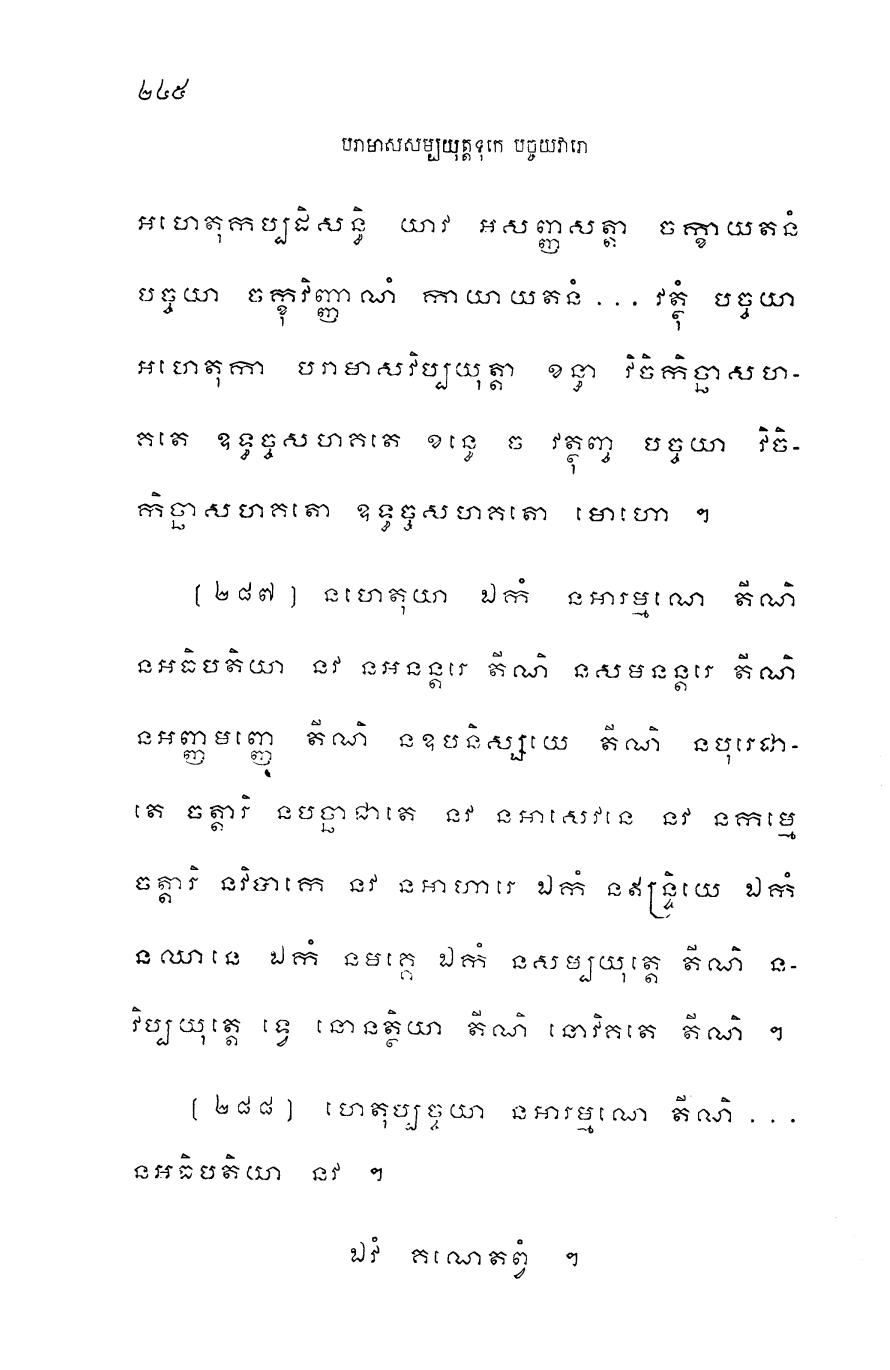 ២៤៥
បរាមាសសម្បយុត្តទុកេ បច្ចយវារោ
អហេតុកប្បដិសន្ធិ យាវ អសញ្ញសត្តា ចក្ខាយតនំ
បច្ចយា ចក្ខុវិញ្ញាណំ កាយាយតនំ ... វត្ថុំ បច្ចយា
អហេតុកា បរាមាសវិប្បយុត្តា ខន្ធា វិចិកិច្ឆាសហ-
គតេ ឧទ្ធច្ចសហគតេ ខន្ធេ ច វត្ថុញ្ច បច្ចយា វិចិ-
កិច្ឆាសហគតោ ឧទ្ធច្ចសហគតោ មោហោ ។
(២៨៧) នហេតុយា ឯកំ នអារម្មណេ តីណិ
នអធិបតិយា នវ នអនន្តរេ តីណិ នសមនន្តរេ តីណិ
នអញ្ញមញ្ញេ តីណិ នឧបនិស្សយេ តីណិ នបុរេជា-
តេ ចត្តារិ នបច្ឆាជាតេ នវ នអាសេវនេ នវ នកម្មេ
ចត្តារិ នវិបាកេ នវ នអាហារេ ឯកំ នឥន្ទ្រិយេ ឯកំ
នឈានេ ឯកំ នមគ្គេ ឯកំ នសម្បយុត្តេ តីណិ ន-
វិប្បយុត្តេ ទ្វេ នោនត្ថិយា តីណិ នោវិគតេ តីណិ ។
(២៨៨) ហេតុប្បច្ចយា នអារម្មណេ តីណិ ...
នអធិបតិយា នវ ។
ឯវំ គណេតព្វំ ។